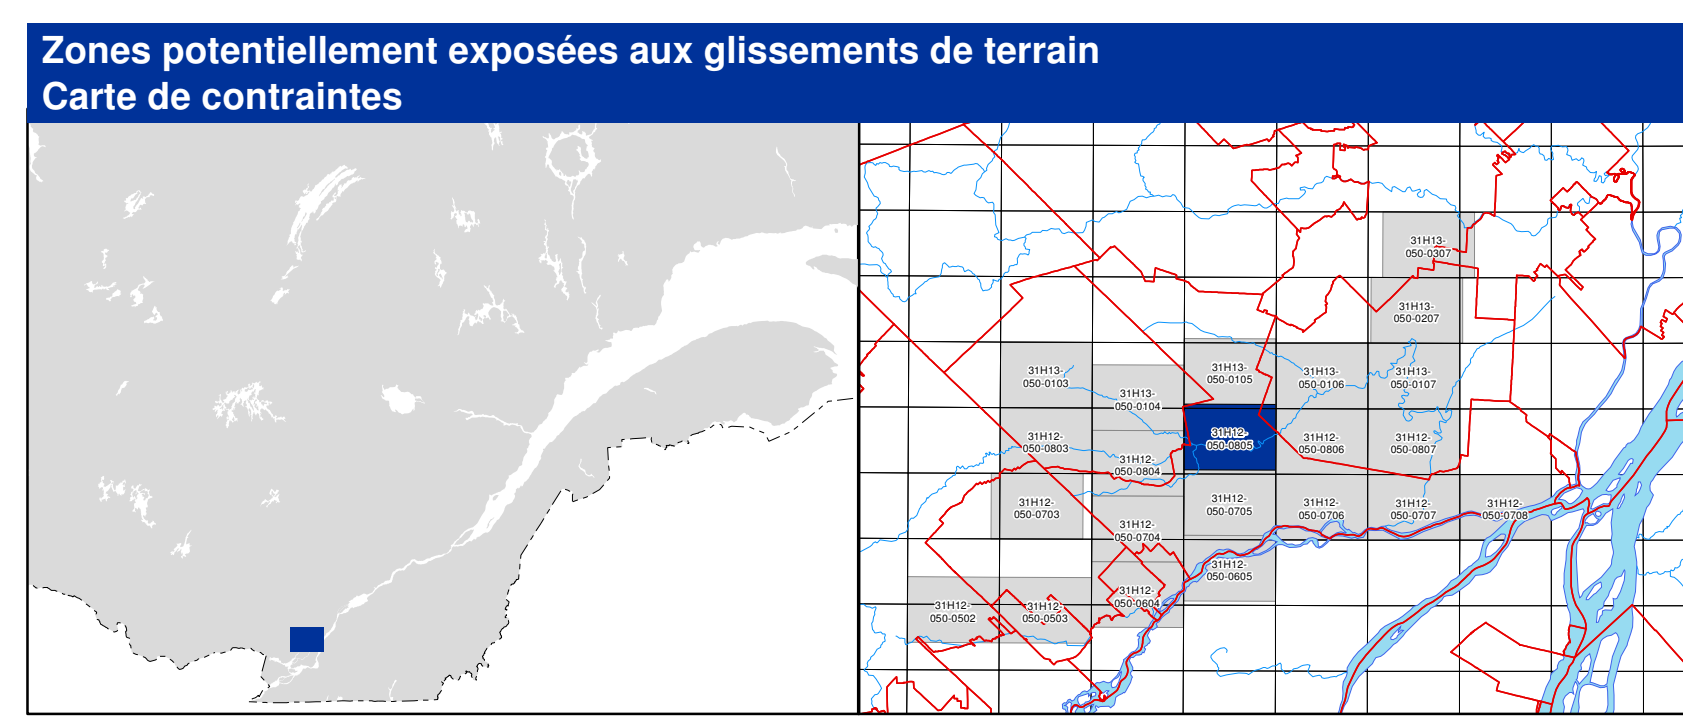 Zones potentiellement exposées aux glissements de terrain
Carte de contraintes
31H13-
050-0307
31H13-
050-0207
31H13-
050-0103
31H13-
050-0104
31H13-
050-0105
31H13-
050-0106
31H13-
050-0107
31H12-
050-0803
31H12-
050-0804
31H12-
050-0805
31H12-
050-0806
31H12-
050-0807
31H12-
050-0703
31H12-
050-0704
31H12-
050-0705
31H12-
050-0706
31H12-
050-0707
31H12-
050-0708
31H12-
050-0605
31H12-
050-0502
31H12-
050-0503
31H12-
050-0604